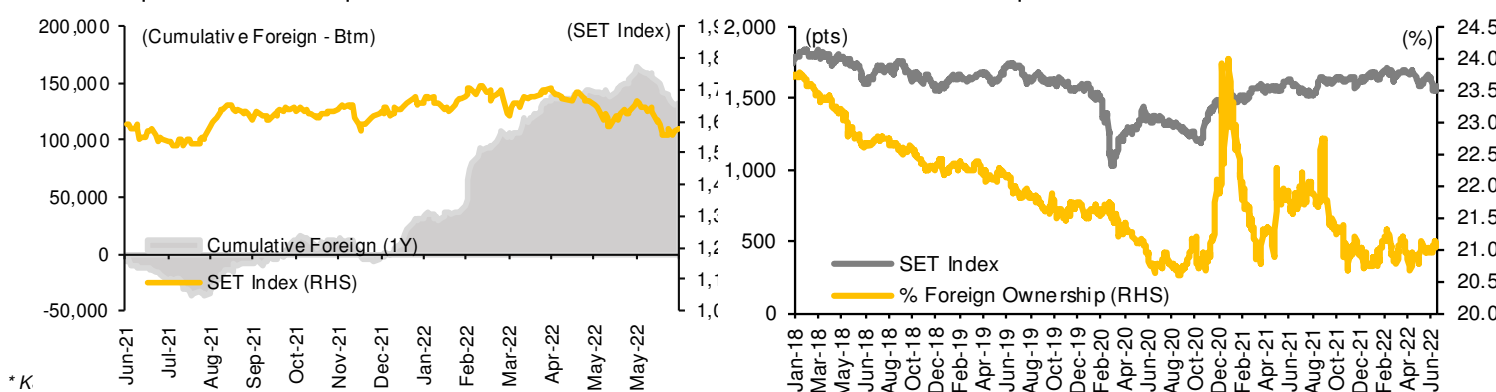 200,000
150,000
100,000
50,000
0
-50,000
(Cumulative Foreign - Btm)
(SET Index)
Cumulative Foreign (1Y)
SET Index (RHS)
Jun-21
Jul-21
Aug-21
Sep-21
Oct-21
Nov-21
Dec-21
Jan-22
Feb-22
Mar-22
Apr-22
May-22
May-22
2,000
1,500
1,000
500
0
(pts)
(%)
SET Index
% Foreign Ownership (RHS)
24.5
24.0
23.5
23.0
22.5
22.0
21.5
21.0
20.5
20.0
Jan-18
Mar-18
May-18
Jun-18
Aug-18
Oct-18
Dec-18
Feb-19
Apr-19
Jun-19
Aug-19
Oct-19
Dec-19
Feb-20
Apr-20
Jun-20
Aug-20
Oct-20
Dec-20
Feb-21
Apr-21
Jun-21
Aug-21
Oct-21
Dec-21
Feb-22
Apr-22
Jun-22